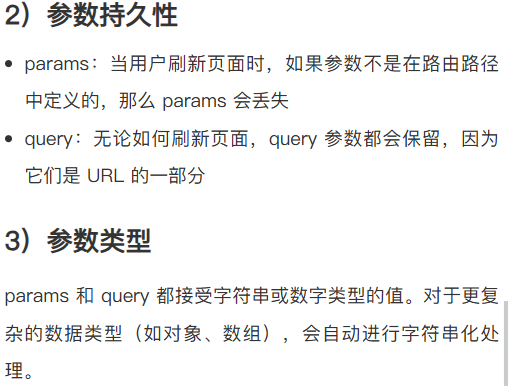 2）参数持久性
params：当用户刷新页面时，如果参数不是在路由路径
中定义的，那么 params 会丢失
query：无论如何刷新页面，query 参数都会保留，因为
它们是 URL 的一部分
3）参数类型
params 和 query 都接受字符串或数字类型的值。对于更复
杂的数据类型（如对象、数组），会自动进行字符串化处
理。